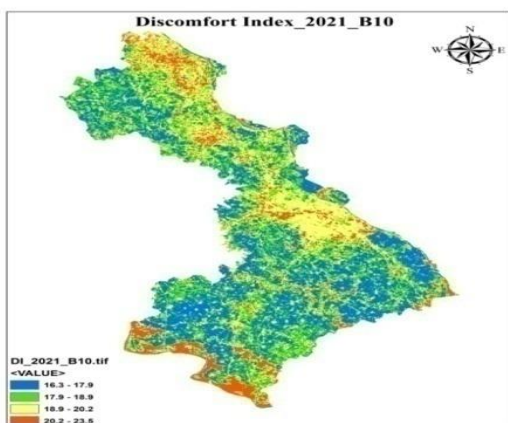 Discomfort Index_2021_B10
N
W E
S
DI_2021_B10.tif
<VALUE>
16.3 - 17.9
17.9 - 18.9
18.9 - 20.2
20.2 - 23.5